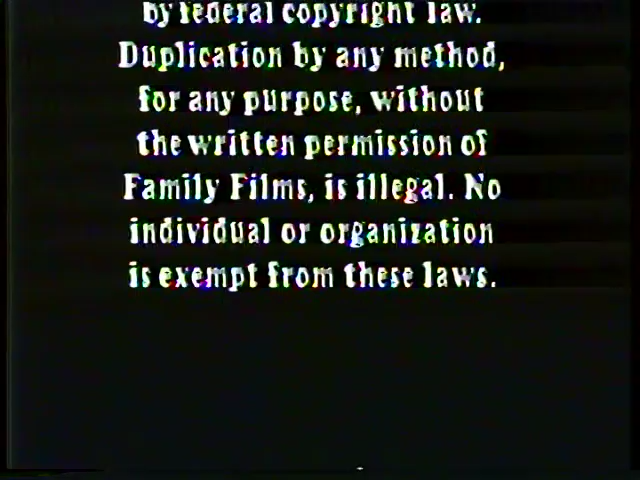 by federal copyright law.
Duplication by any method,
for any purpose, without
the written permission of
Family Films, is illegal. No
individual or organization
is exempt from these laws.